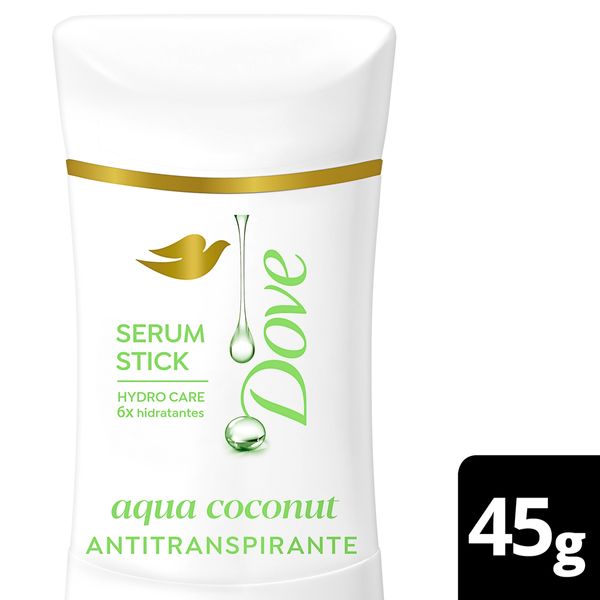 Dove
SERUM
STICK
HYDRO CARE
6x hidratantes
aqua coconut
ANTITRANSPIRANTE
45g